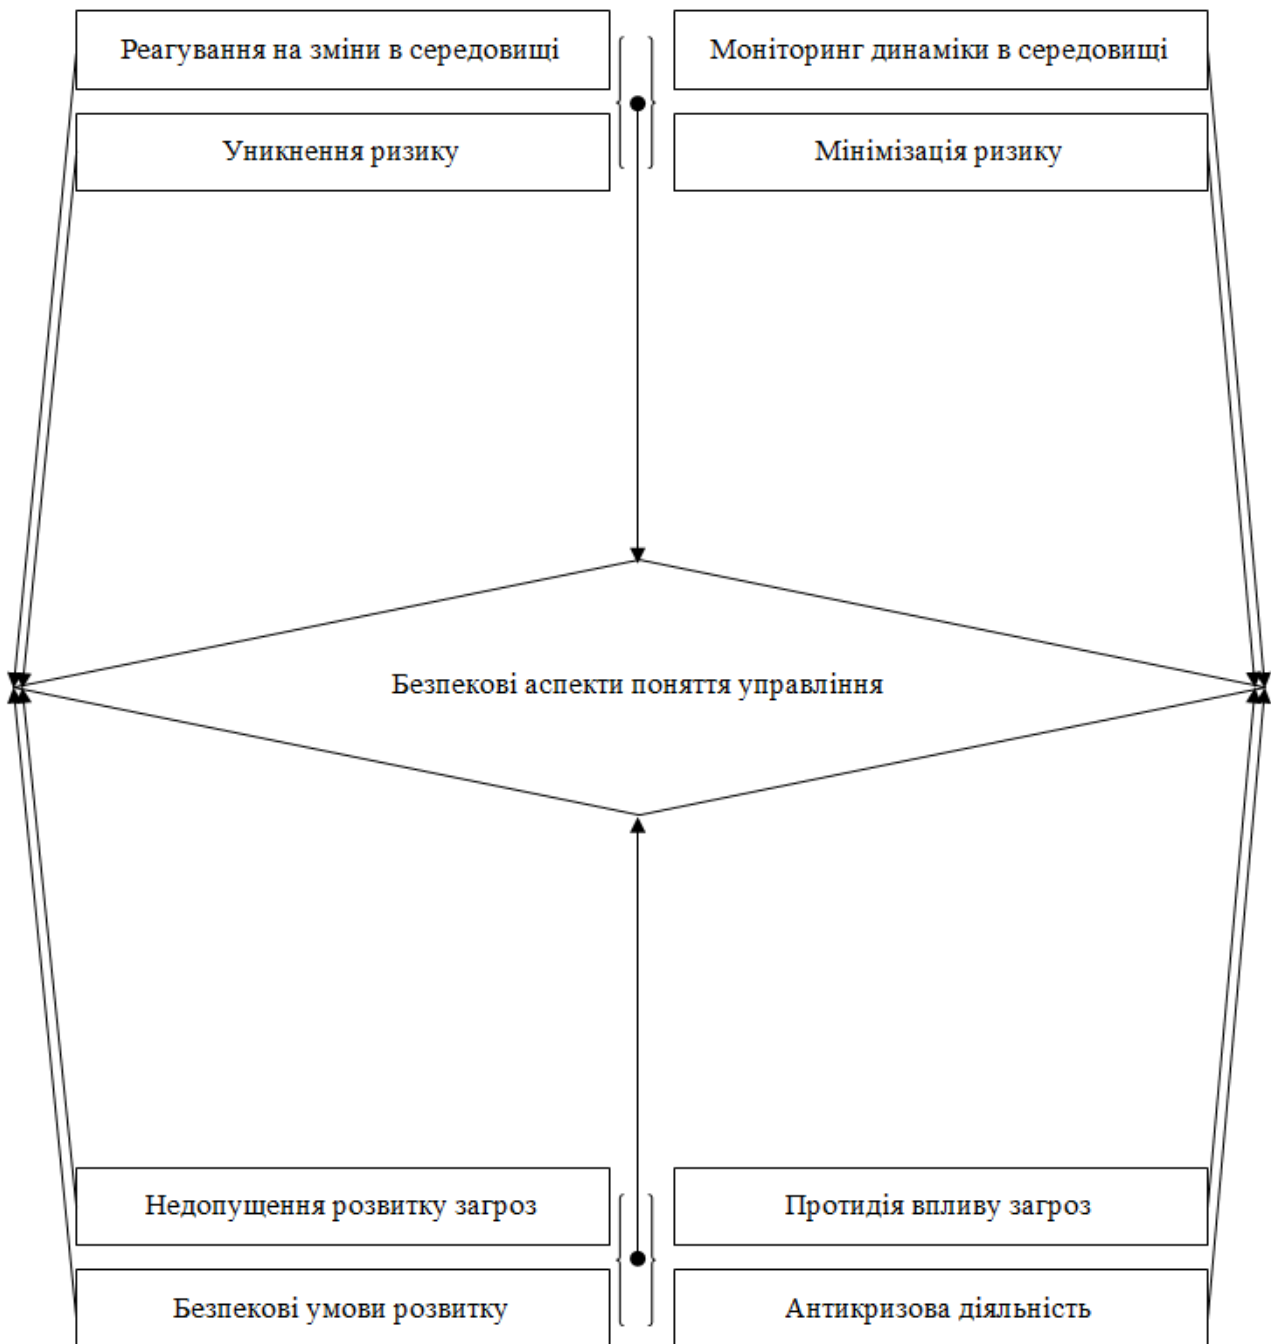 Реагування на зміни в середовищі
Моніторинг динаміки в середовищі
Уникнення ризику
Мінімізація ризику
Безпекові аспекти поняття управління
Недопущення розвитку загроз
Протидія впливу загроз
Безпекові умови розвитку
Антикризова діяльність